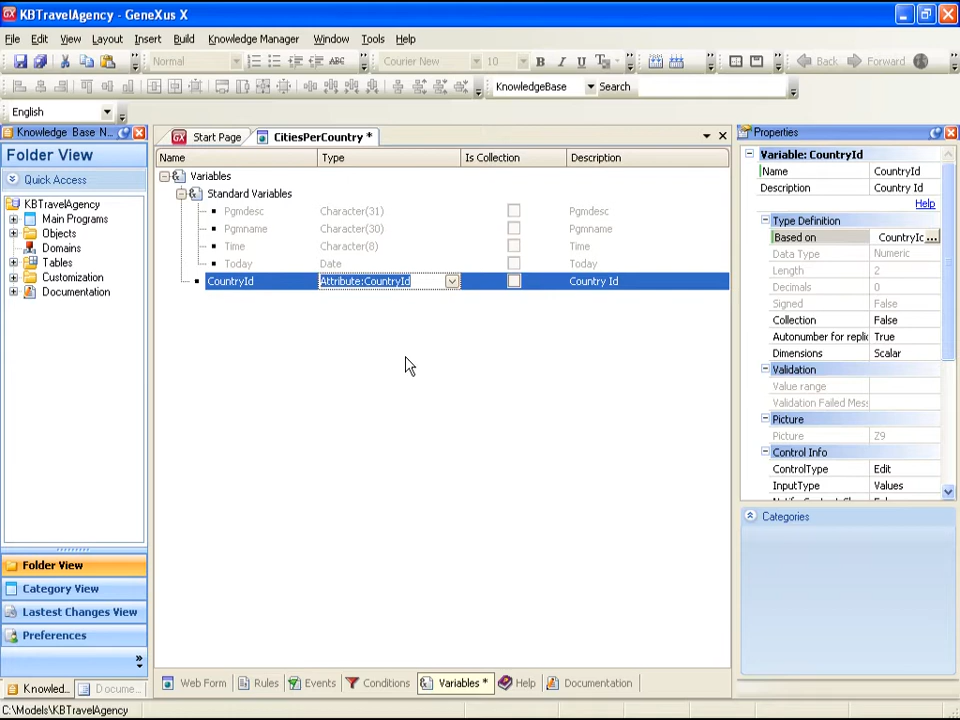 KBTravelAgency - GeneXus X
File Edit View Layout Insert Build Knowledge Manager Window Tools Help
Normal ABC Courier New 10 B I U T Back Forward
KnowledgeBase Search
English
Knowledge Base N...
Folder View
Quick Access
KBTravelAgency
Main Programs
Objects
Domains
Tables
Customization
Documentation
Folder View
Category View
Lastest Changes View
Preferences
Knowled... Docume...
Start Page CitiesPerCountry *
Name Type Is Collection Description
Variables
Standard Variables
Pgmdesc Character(31) Pgmdesc
Pgmname Character(30) Pgmname
Time Character(8) Time
Today Date Today
CountryId Attribute:CountryId Country Id
Web Form Rules Events Conditions Variables * Help Documentation
Properties
Variable: CountryId
Name CountryId
Description Country Id
Help
Type Definition
Based on CountryIc ...
Data Type Numeric
Length 2
Decimals 0
Signed False
Collection False
Autonumber for replic True
Dimensions Scalar
Validation
Value range
Validation Failed Mess
Picture
Picture Z9
Control Info
ControlType Edit
InputType Values
Categories
C:\Models\KBTravelAgency